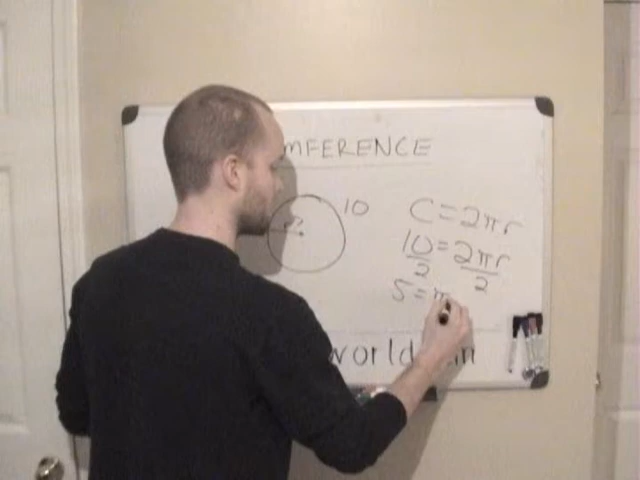 MFERENCE
10
r?
C = 2πr
10 = 2πr
2 2
5 = π
world